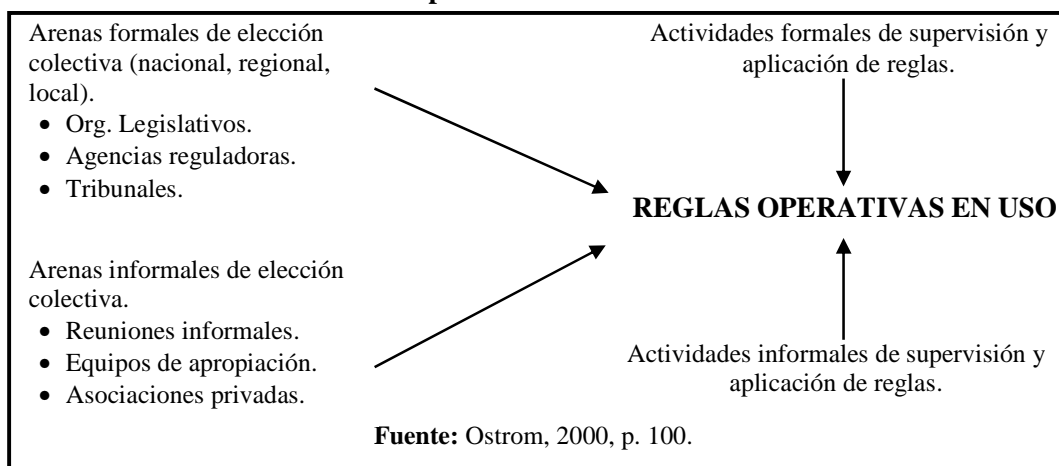 Arenas formales de elección
colectiva (nacional, regional,
local).
• Org. Legislativos.
• Agencias reguladoras.
• Tribunales.
Arenas informales de elección
colectiva.
• Reuniones informales.
• Equipos de apropiación.
• Asociaciones privadas.
Actividades formales de supervisión y
aplicación de reglas.
REGLAS OPERATIVAS EN USO
Actividades informales de supervisión y
aplicación de reglas.
Fuente: Ostrom, 2000, p. 100.